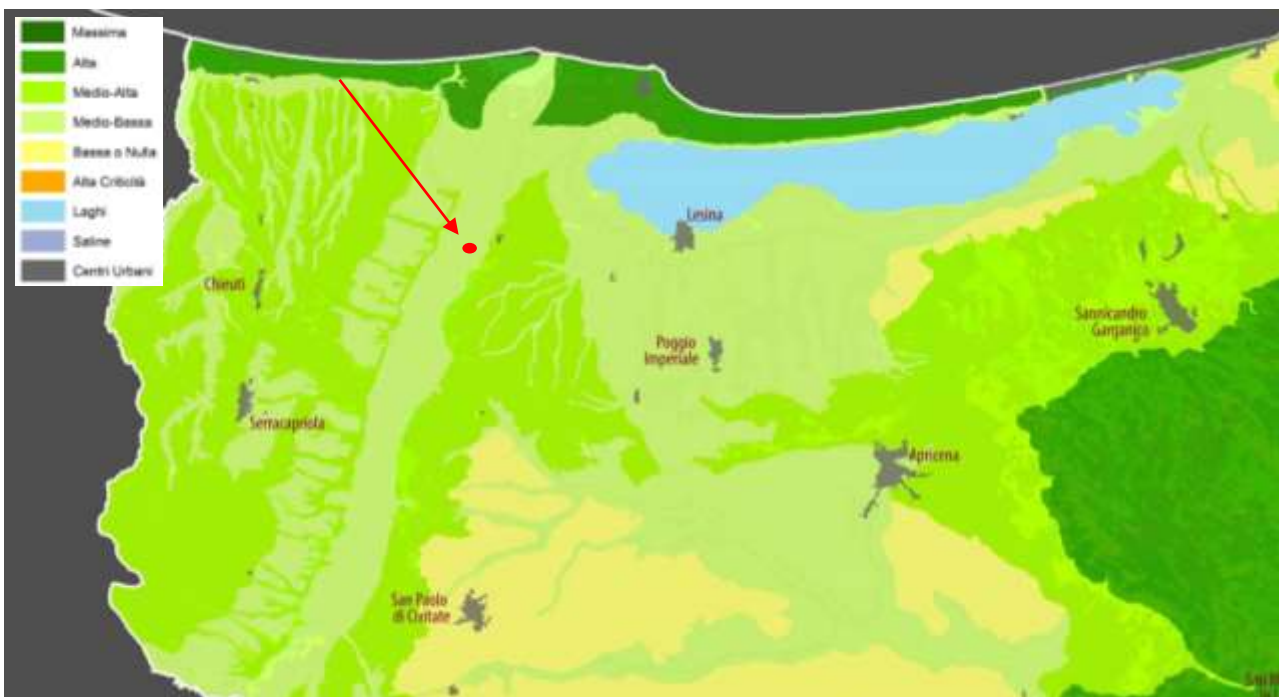 Massima
Alta
Medio-Alta
Medio-Bassa
Bassa o Nulla
Alta Criticità
Laghi
Saline
Centri Urbani
Lesina
Chieuti
Sannicandro
Garganico
Poggio
Imperiale
Serracapriola
Apricena
San Paolo
di Civitate